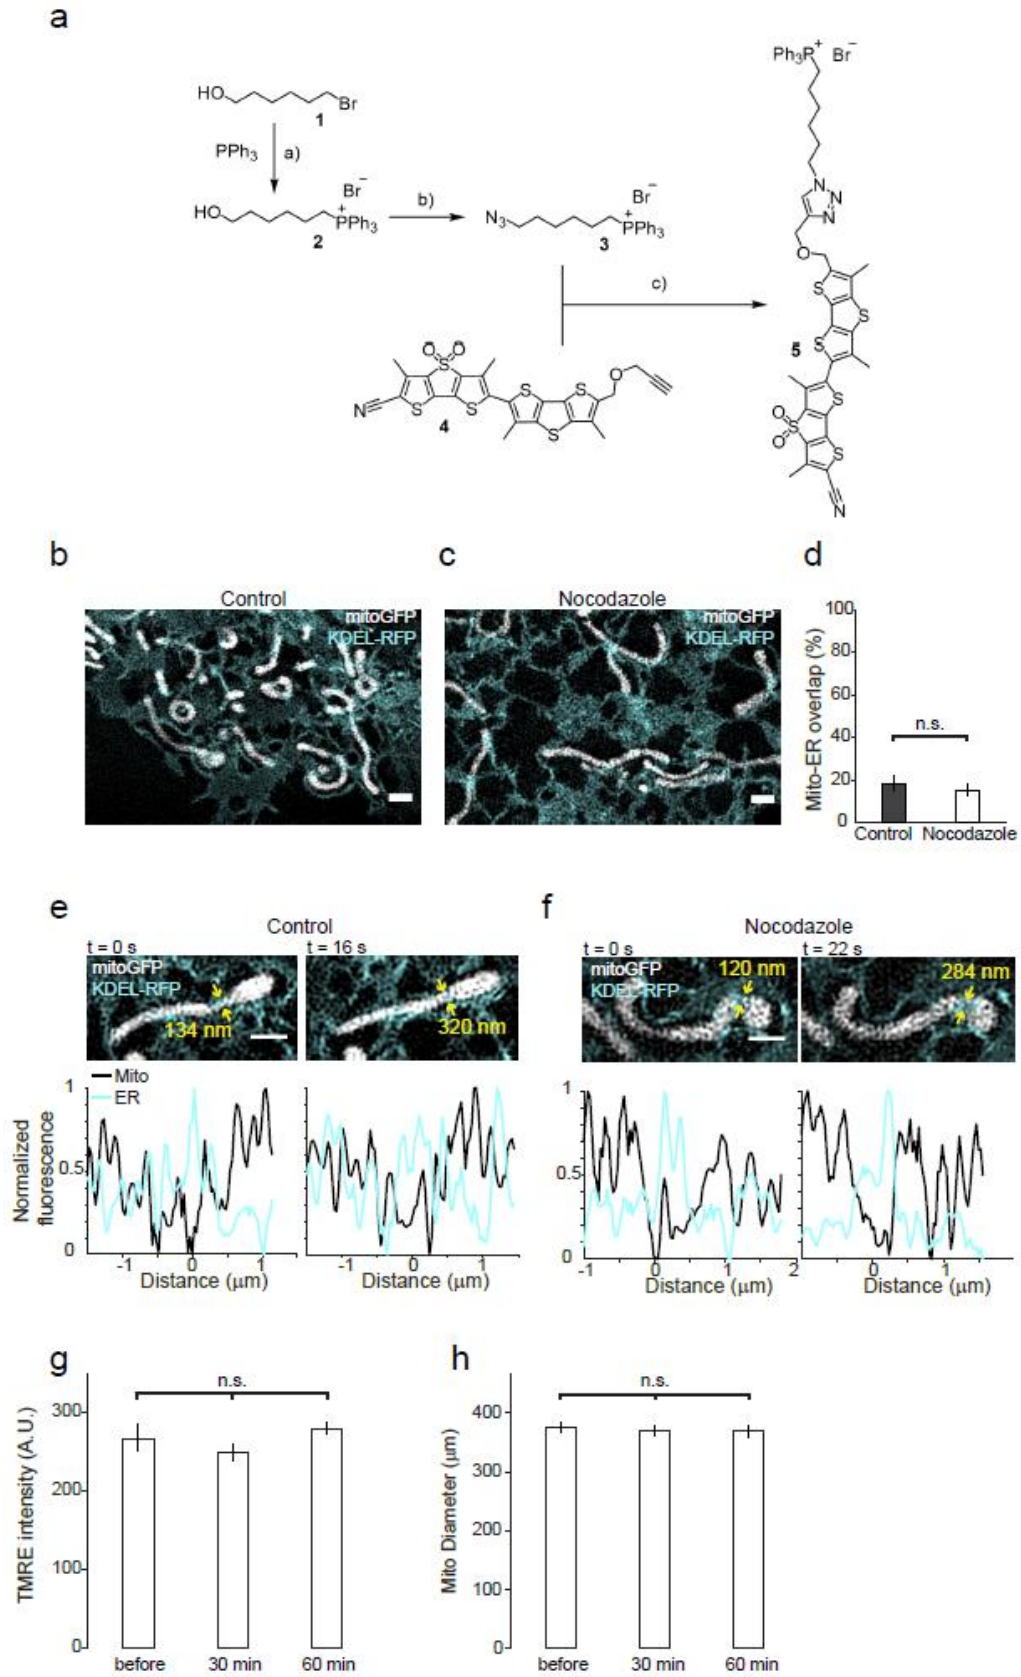 a
HO
Br
1
PPh3
a)
Br−
HO
+
PPh3
2
b)
Br−
N3
+
PPh3
3
c)
O O
S
N
S
S
4
S
S
S
O
Ph3P+ Br−
N
N
N
O
S
S
S
5
S
O
S
O
S
N
b
Control
mitoGFP
KDEL-RFP
c
Nocodazole
mitoGFP
KDEL-RFP
d
Mito-ER overlap (%)
100
80
60
40
20
0
n.s.
Control Nocodazole
e
Control
t = 0 s
mitoGFP
KDEL-RFP
134 nm
t = 16 s
320 nm
Mito
ER
Normalized
fluorescence
1
0.5
0
-1 0 1
Distance (μm)
-1 0 1
Distance (μm)
f
Nocodazole
t = 0 s
mitoGFP
KDEL-RFP
120 nm
t = 22 s
284 nm
1
0.5
0
-1 0 1 2
Distance (μm)
0 1
Distance (μm)
g
TMRE intensity (A.U.)
300
200
100
0
n.s.
before 30 min 60 min
h
Mito Diameter (μm)
400
300
200
100
0
n.s.
before 30 min 60 min